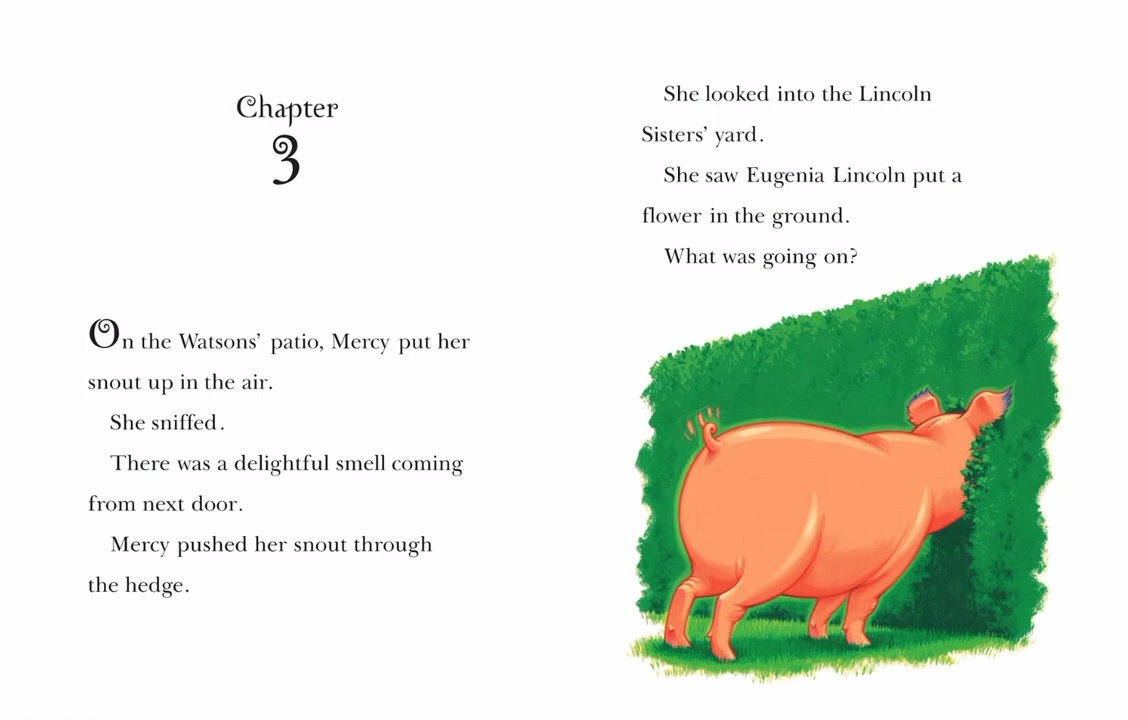 Chapter
3
On the Watsons’ patio, Mercy put her
snout up in the air.
She sniffed.
There was a delightful smell coming
from next door.
Mercy pushed her snout through
the hedge.
She looked into the Lincoln
Sisters’ yard.
She saw Eugenia Lincoln put a
flower in the ground.
What was going on?